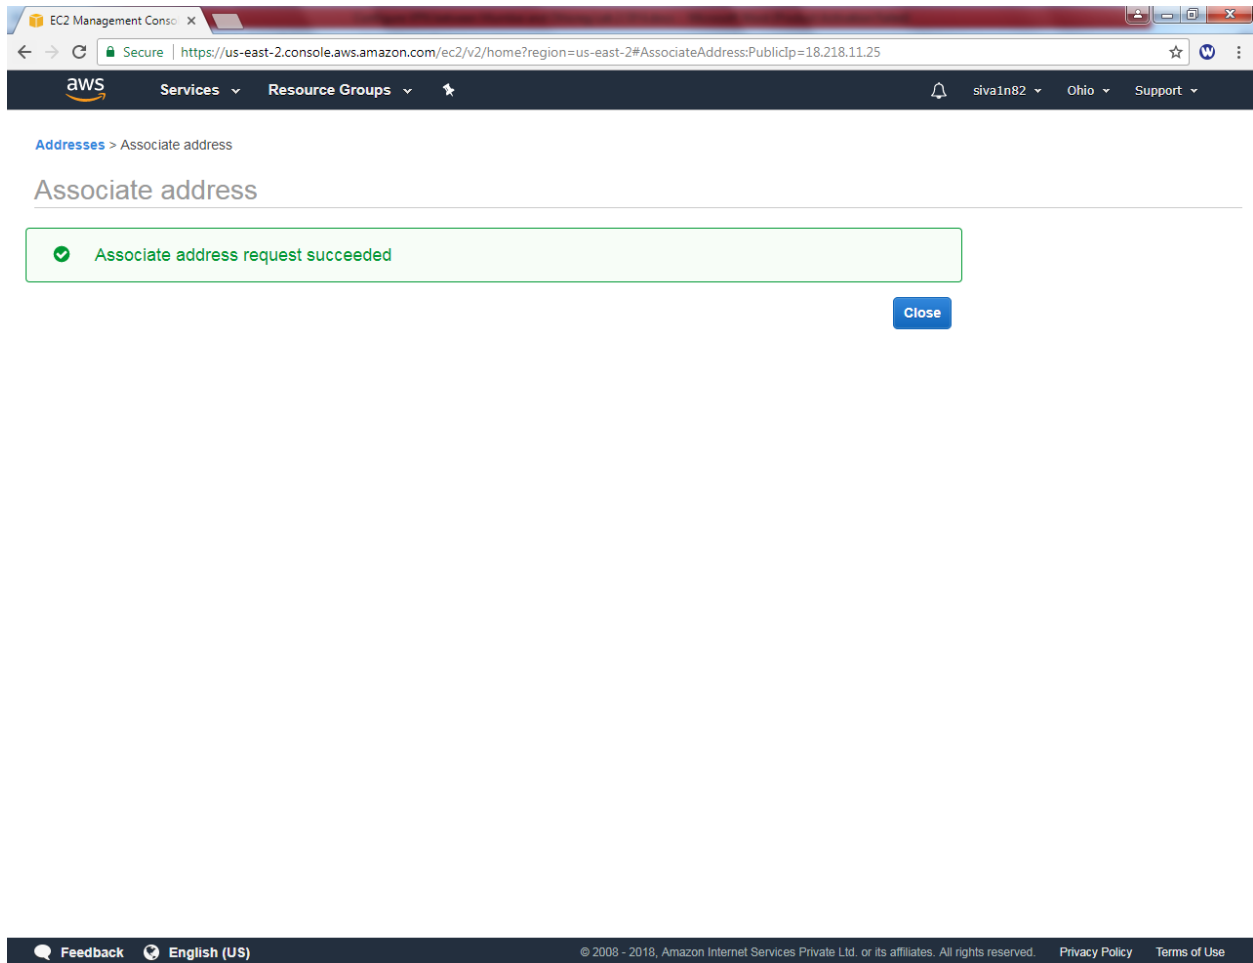 EC2 Management Conso
Secure https://us-east-2.console.aws.amazon.com/ec2/v2/home?region=us-east-2#AssociateAddress:PublicIp=18.218.11.25
aws Services Resource Groups siva1n82 Ohio Support
Addresses > Associate address
Associate address
Associate address request succeeded
Close
Feedback English (US) © 2008 - 2018, Amazon Internet Services Private Ltd. or its affiliates. All rights reserved. Privacy Policy Terms of Use